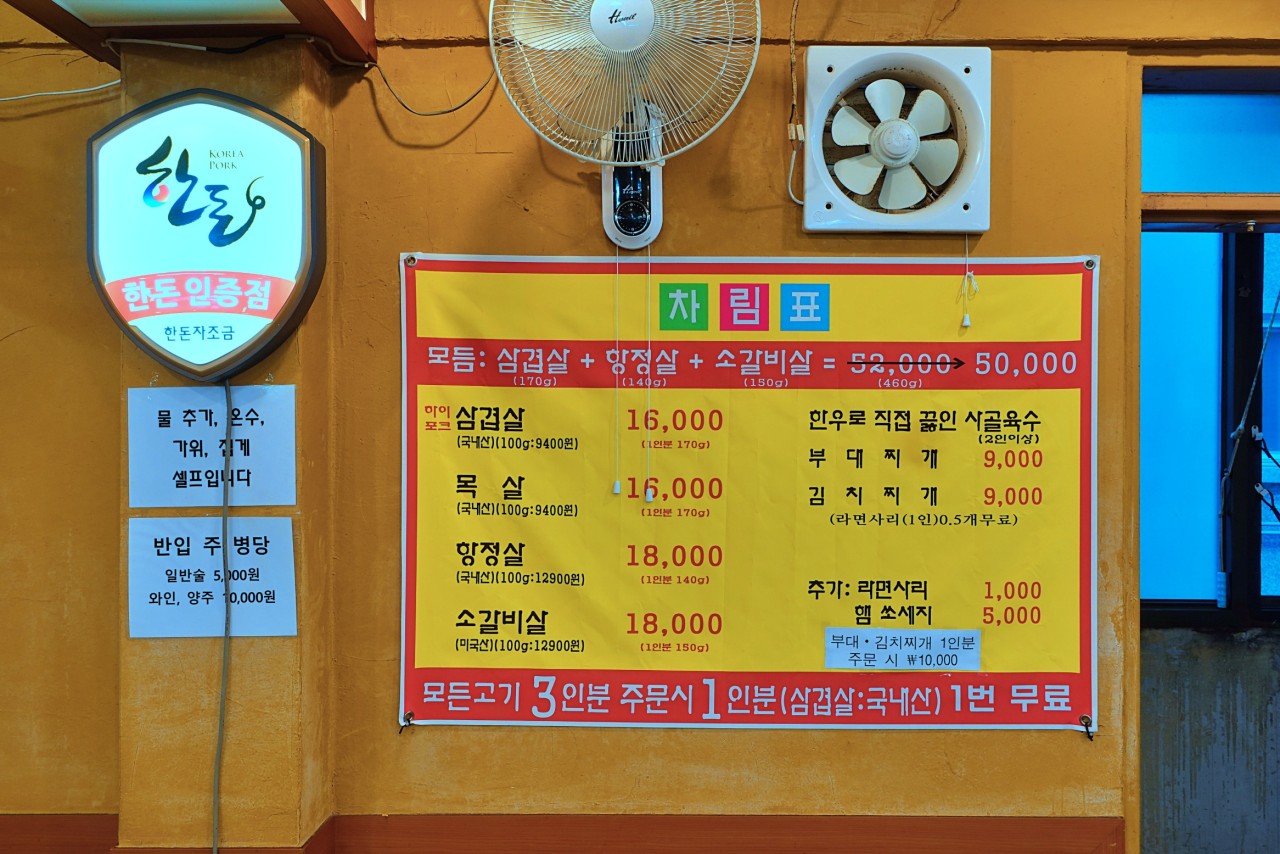 Hanil
Hanil
한돈
KOREA
PORK
한돈 인증점
한돈자조금
물 추가, 온수,
가위, 집게
셀프입니다
반입 주 병당
일반술 5,000원
와인, 양주 10,000원
차림표
모듬: 삼겹살 + 항정살 + 소갈비살 = 52,000 → 50,000
(170g) (140g) (150g) (460g)
하이포크 삼겹살 16,000
(국내산)(100g:9400원) (1인분 170g)
목 살 16,000
(국내산)(100g:9400원) (1인분 170g)
항정살 18,000
(국내산)(100g:12900원) (1인분 140g)
소갈비살 18,000
(미국산)(100g:12900원) (1인분 150g)
한우로 직접 끓인 사골육수
(2인이상)
부 대 찌 개 9,000
김 치 찌 개 9,000
(라면사리(1인)0.5개무료)
추가: 라면사리 1,000
햄 쏘세지 5,000
부대·김치찌개 1인분
주문 시 ₩10,000
모든고기 3인분 주문시 1인분(삼겹살:국내산) 1번 무료